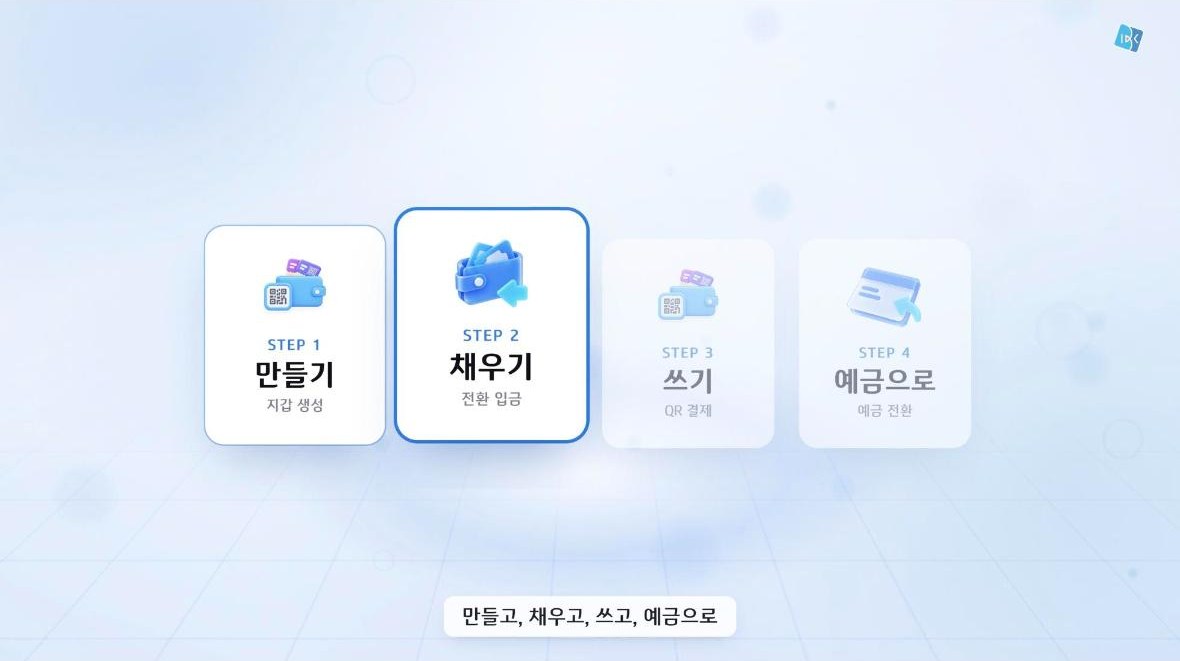 STEP 1
만들기
지갑 생성
STEP 2
채우기
전환 입금
STEP 3
쓰기
QR 결제
STEP 4
예금으로
예금 전환
만들고, 채우고, 쓰고, 예금으로